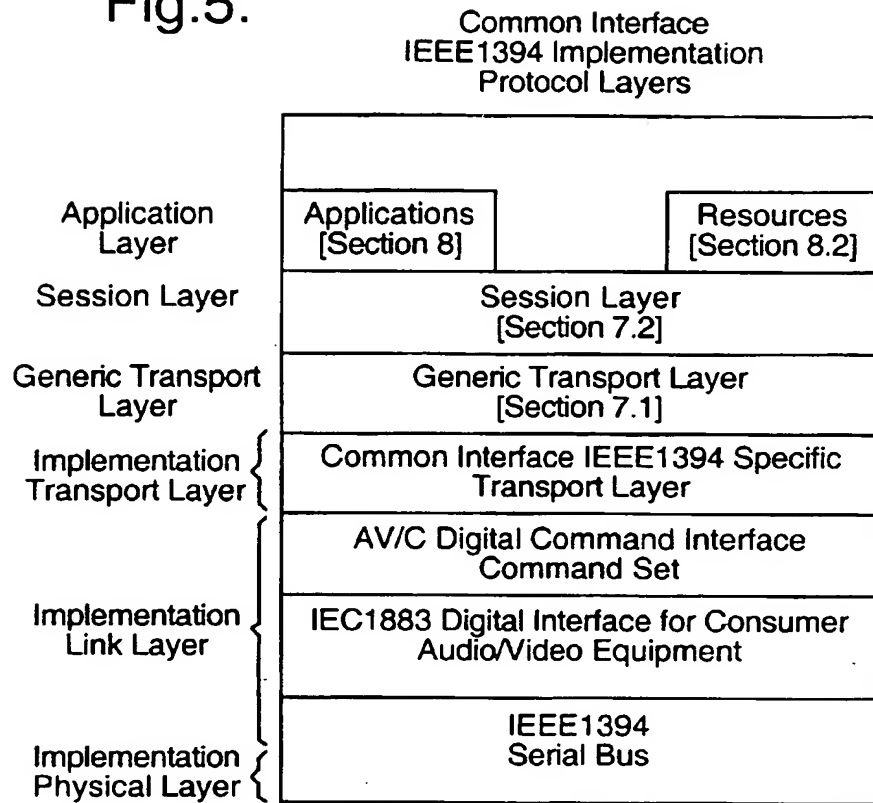 Fig.5.
Common Interface
IEEE1394 Implementation
Protocol Layers
Application
Layer
Applications
[Section 8]
Resources
[Section 8.2]
Session Layer
Session Layer
[Section 7.2]
Generic Transport
Layer
Generic Transport Layer
[Section 7.1]
Implementation
Transport Layer
Common Interface IEEE1394 Specific
Transport Layer
AV/C Digital Command Interface
Command Set
Implementation
Link Layer
IEC1883 Digital Interface for Consumer
Audio/Video Equipment
IEEE1394
Serial Bus
Implementation
Physical Layer